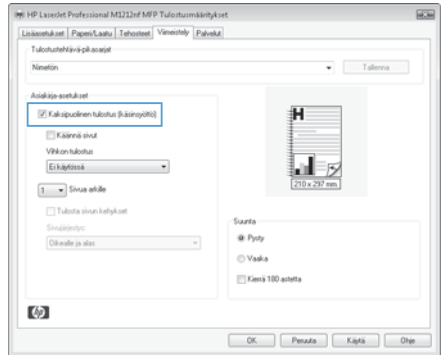 HP LaserJet Professional M1212nf MFP Tulostusmääritykset
Lisäasetukset Paperi/Laatu Tehosteet Viimeistely Palvelut
Tulostustehtävä-pikasarjat
Nimetön Tallenna
Asiakirja-asetukset
Kaksipuolinen tulostus (käsinsyöttö)
Käännä sivut
Vihkon tulostus
Ei käytössä
1 Sivua arkille
Tulosta sivun kehykset
Sivujärjestys:
Oikealle ja alas
H
210 x 297 mm
Suunta
Pysty
Vaaka
Kierrä 180 astetta
hp
OK Peruuta Käytä Ohje